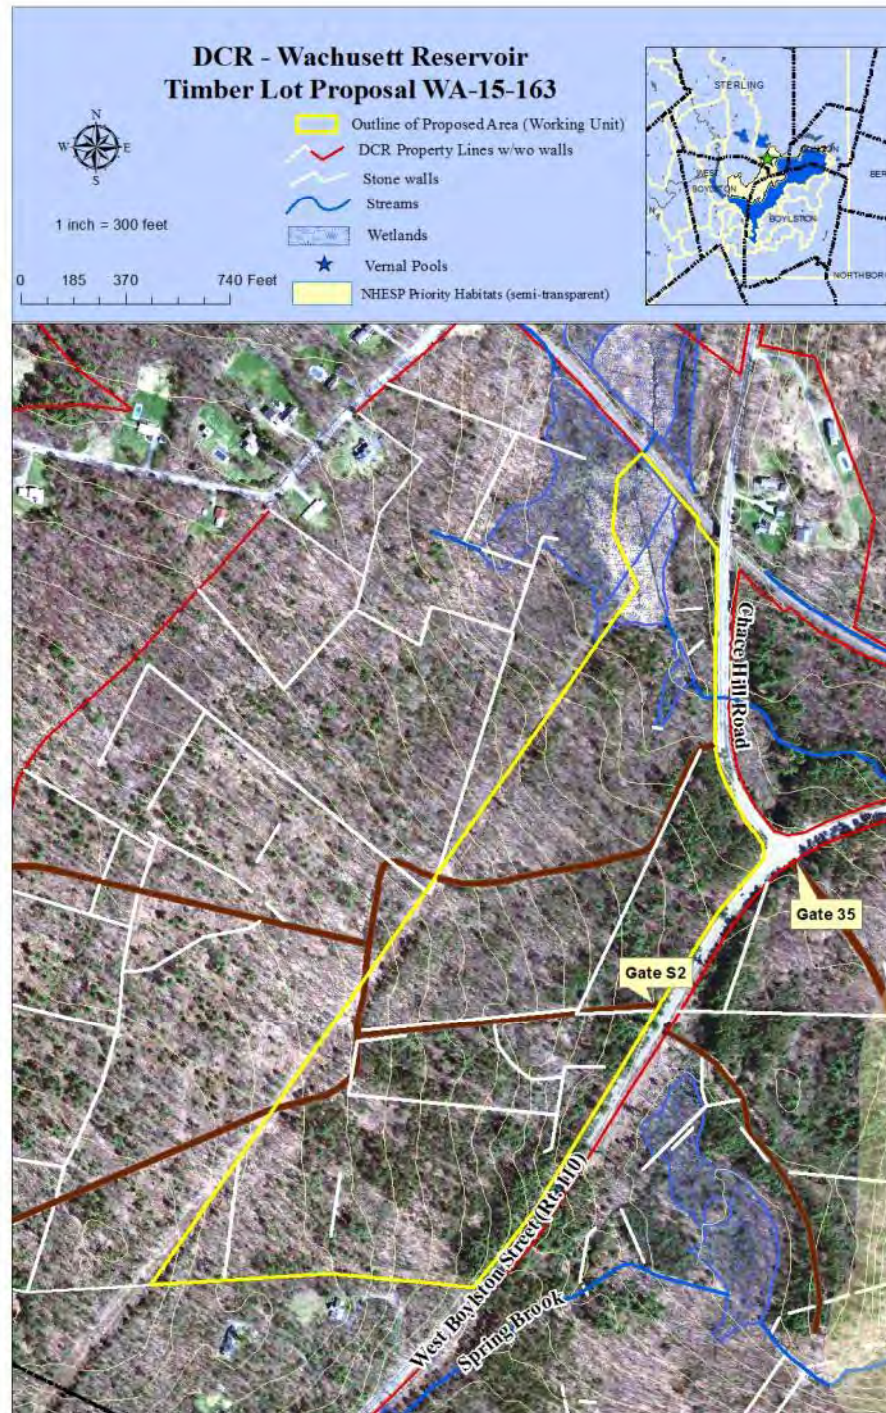 DCR - Wachusett Reservoir
Timber Lot Proposal WA-15-163
N
W
E
S
1 inch = 300 feet
0 185 370 740 Feet
Outline of Proposed Area (Working Unit)
DCR Property Lines w/wo walls
Stone walls
Streams
Wetlands
Vernal Pools
NHESP Priority Habitats (semi-transparent)
STERLING
WEST
BOYLSTON
BOYLSTON
BER
NORTHBOR
Chace Hill Road
Gate 35
Gate S2
West Boylston Street (Rt. 110)
Spring Brook